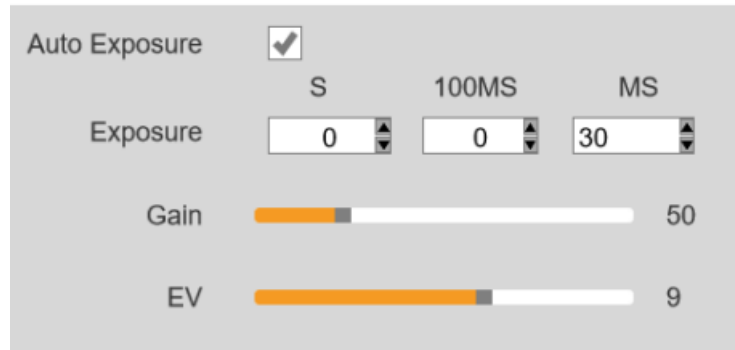 Auto Exposure
S 100MS MS
Exposure 0 0 30
Gain 50
EV 9